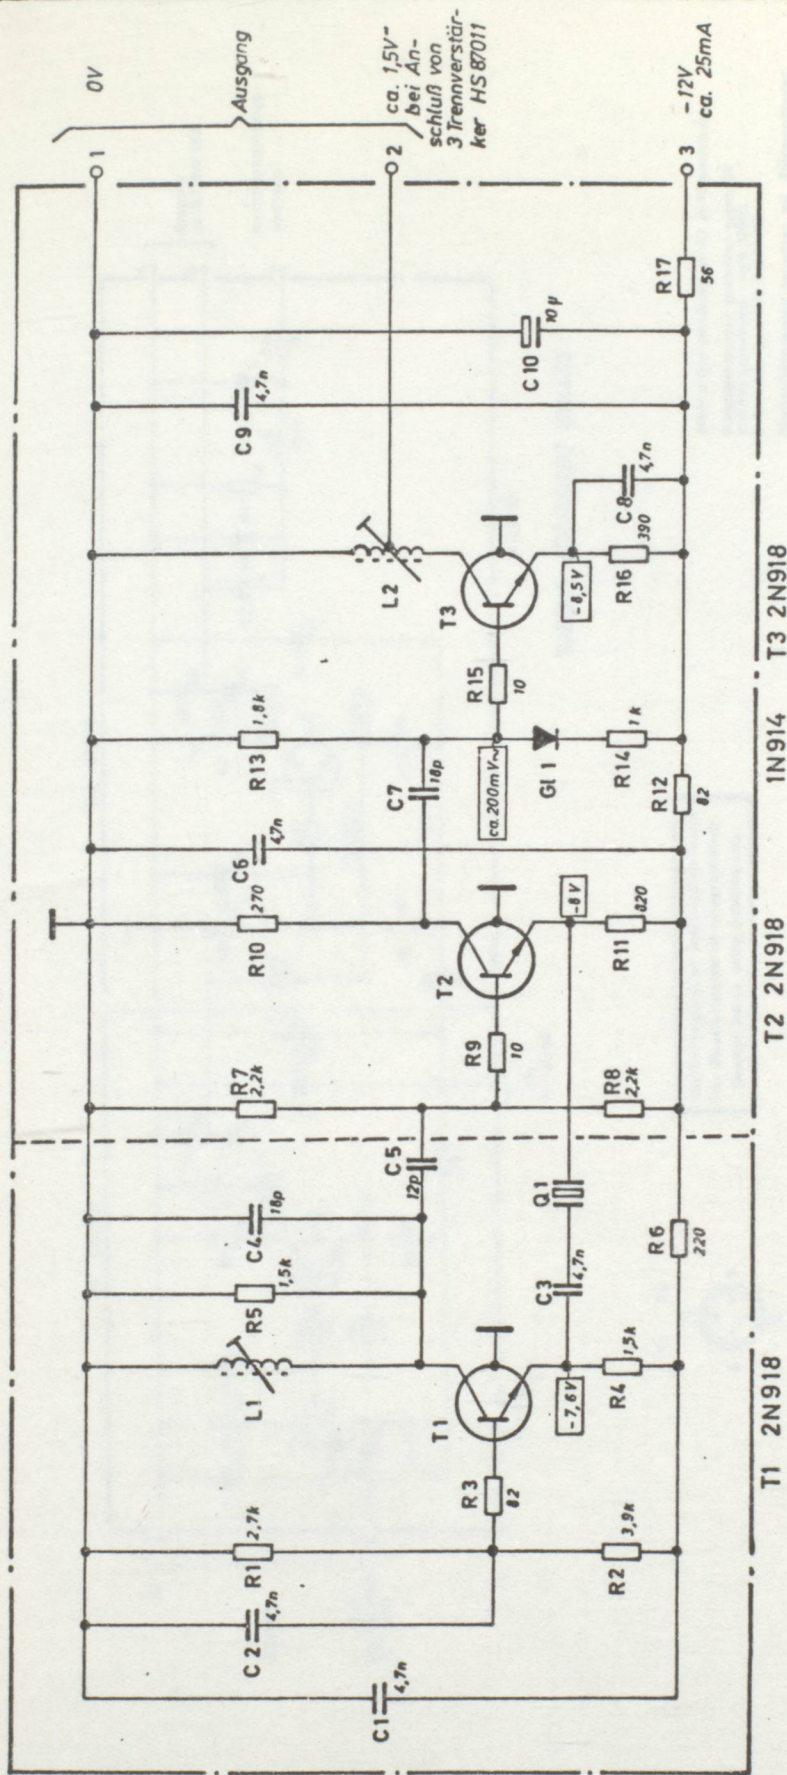 0V
1
Ausgang
ca. 1,5V~
bei An-
schluß von
3 Trennverstär-
ker HS 87011
2
-12V
ca. 25mA
3
C1
4,7n
C2
4,7n
R1
2,7k
R2
3,9k
R3
82
T1
L1
R5
1,5k
C4
18p
-7,6V
R4
1,5k
C3
4,7n
Q1
C5
12p
R6
220
R7
2,2k
R8
2,2k
R9
10
T2
R10
270
-8V
R11
820
C6
4,7n
C7
18p
R12
82
R13
1,8k
ca. 200mV~
Gl 1
R14
1k
R15
10
T3
L2
-8,5V
R16
390
C8
4,7n
C9
4,7n
C10
10µ
R17
56
T1 2N918
T2 2N918
1N914
T3 2N918